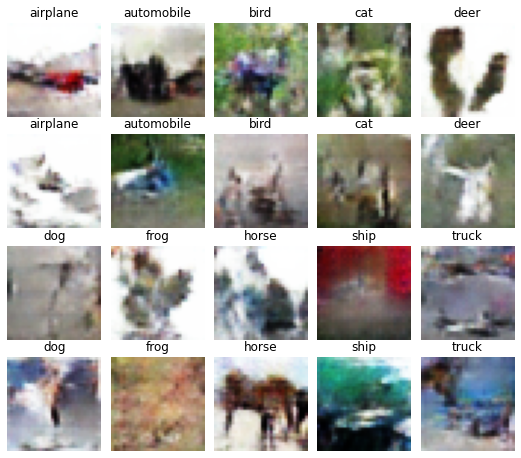 airplane automobile bird cat deer
airplane automobile bird cat deer
dog frog horse ship truck
dog frog horse ship truck